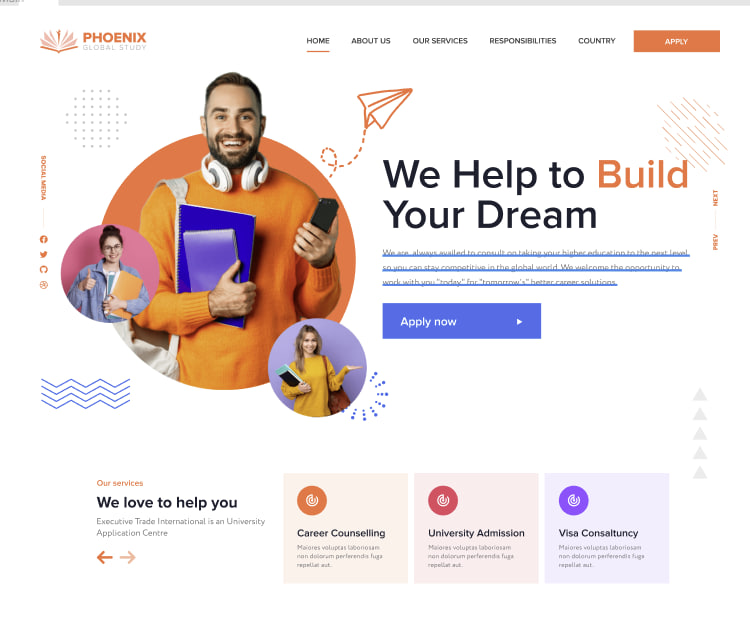 PHOENIX
GLOBAL STUDY
HOME
ABOUT US
OUR SERVICES
RESPONSIBILITIES
COUNTRY
APPLY
SOCIAL MEDIA
We Help to Build
Your Dream
NEXT
PREV
We are, always availed to consult on taking your higher education to the next level,
so you can stay competitive in the global world. We welcome the opportunity to
work with you "today" for "tomorrow's" better career solutions.
Apply now
Our services
We love to help you
Executive Trade International is an University
Application Centre
Career Counselling
Maiores voluptas laboriosam
non dolorum perferendis fuga
repellat aut.
University Admission
Maiores voluptas laboriosam
non dolorum perferendis fuga
repellat aut.
Visa Consaltuncy
Maiores voluptas laboriosam
non dolorum perferendis fuga
repellat aut.